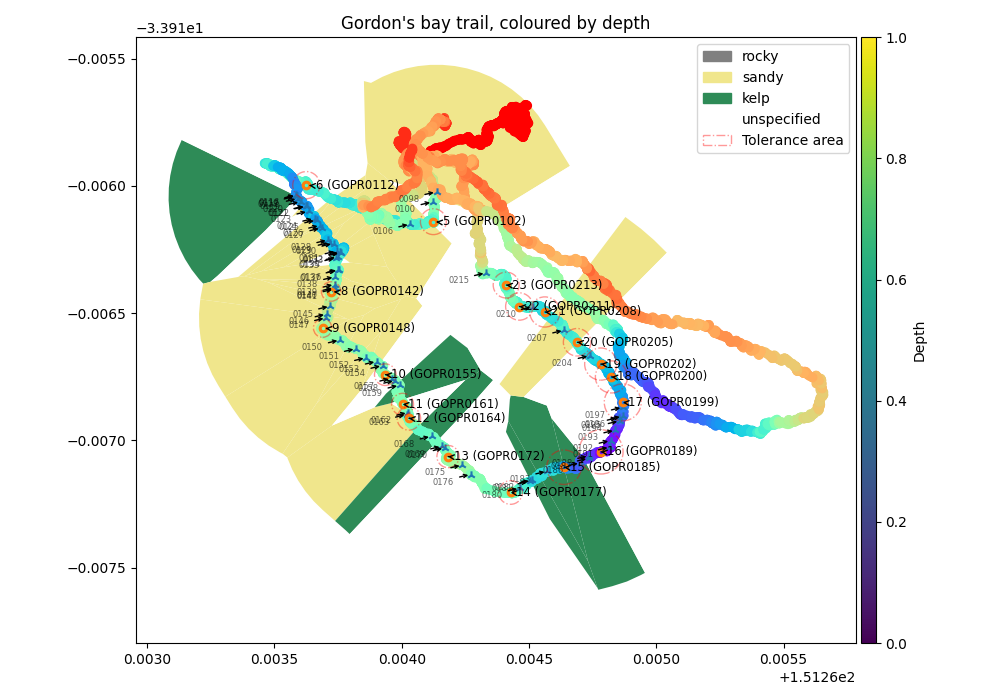 Gordon's bay trail, coloured by depth
−3.391e1
rocky
sandy
kelp
unspecified
Tolerance area
−0.0055
−0.0060
−0.0065
−0.0070
−0.0075
0.0030
0.0035
0.0040
0.0045
0.0050
0.0055
+1.5126e2
1.0
0.8
0.6
0.4
0.2
0.0
Depth
6 (GOPR0112)
0098
0100
5 (GOPR0102)
0106
0127
8 (GOPR0142)
0215
23 (GOPR0213)
22 (GOPR0211)
21 (GOPR0208)
0210
0145
0146
0147
9 (GOPR0148)
0207
20 (GOPR0205)
0150
0151
0152
0154
0204
19 (GOPR0202)
10 (GOPR0155)
18 (GOPR0200)
0159
11 (GOPR0161)
17 (GOPR0199)
12 (GOPR0164)
0197
0193
0168
16 (GOPR0189)
13 (GOPR0172)
15 (GOPR0185)
0175
0176
14 (GOPR0177)
0180